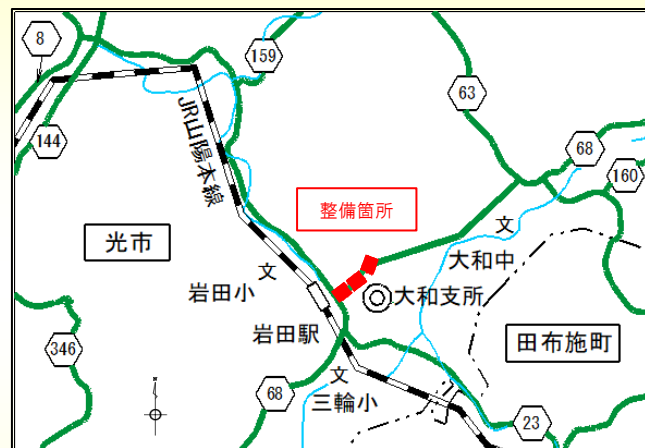 8
159
63
144
68
160
JR山陽本線
整備箇所
光市
文
文
大和中
岩田小
大和支所
岩田駅
田布施町
346
文
68
三輪小
23